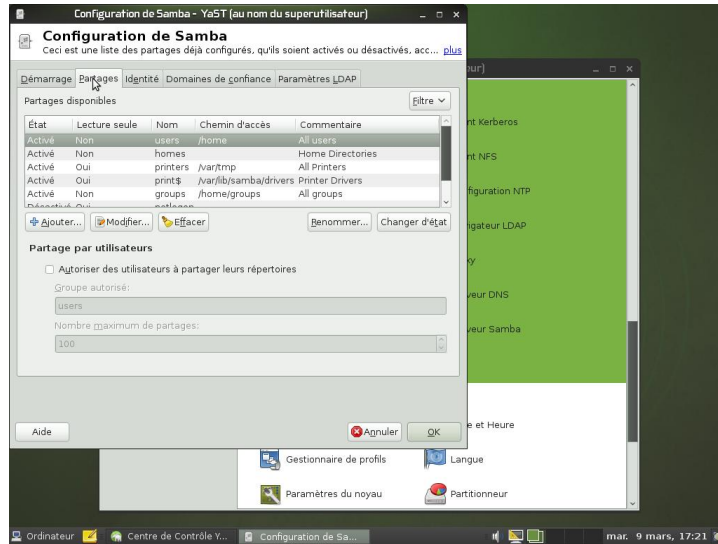 Configuration de Samba - YaST (au nom du superutilisateur)
Configuration de Samba
Ceci est une liste des partages déjà configurés, qu'ils soient activés ou désactivés, acc... plus
Démarrage Partages Identité Domaines de confiance Paramètres LDAP
Partages disponibles
Filtre
État Lecture seule Nom Chemin d'accès Commentaire
Activé Non users /home All users
Activé Non homes Home Directories
Activé Oui printers /var/tmp All Printers
Activé Oui print$ /var/lib/samba/drivers Printer Drivers
Activé Non groups /home/groups All groups
Désactivé Oui netlogon
Ajouter... Modifier... Effacer Renommer... Changer d'état
Partage par utilisateurs
Autoriser des utilisateurs à partager leurs répertoires
Groupe autorisé:
users
Nombre maximum de partages:
100
Aide Annuler OK
eur]
nt Kerberos
nt NFS
figuration NTP
vigateur LDAP
xy
veur DNS
veur Samba
e et Heure
Gestionnaire de profils Langue
Paramètres du noyau Partitionneur
Ordinateur Centre de Contrôle Y... Configuration de Sa... mar. 9 mars, 17:21